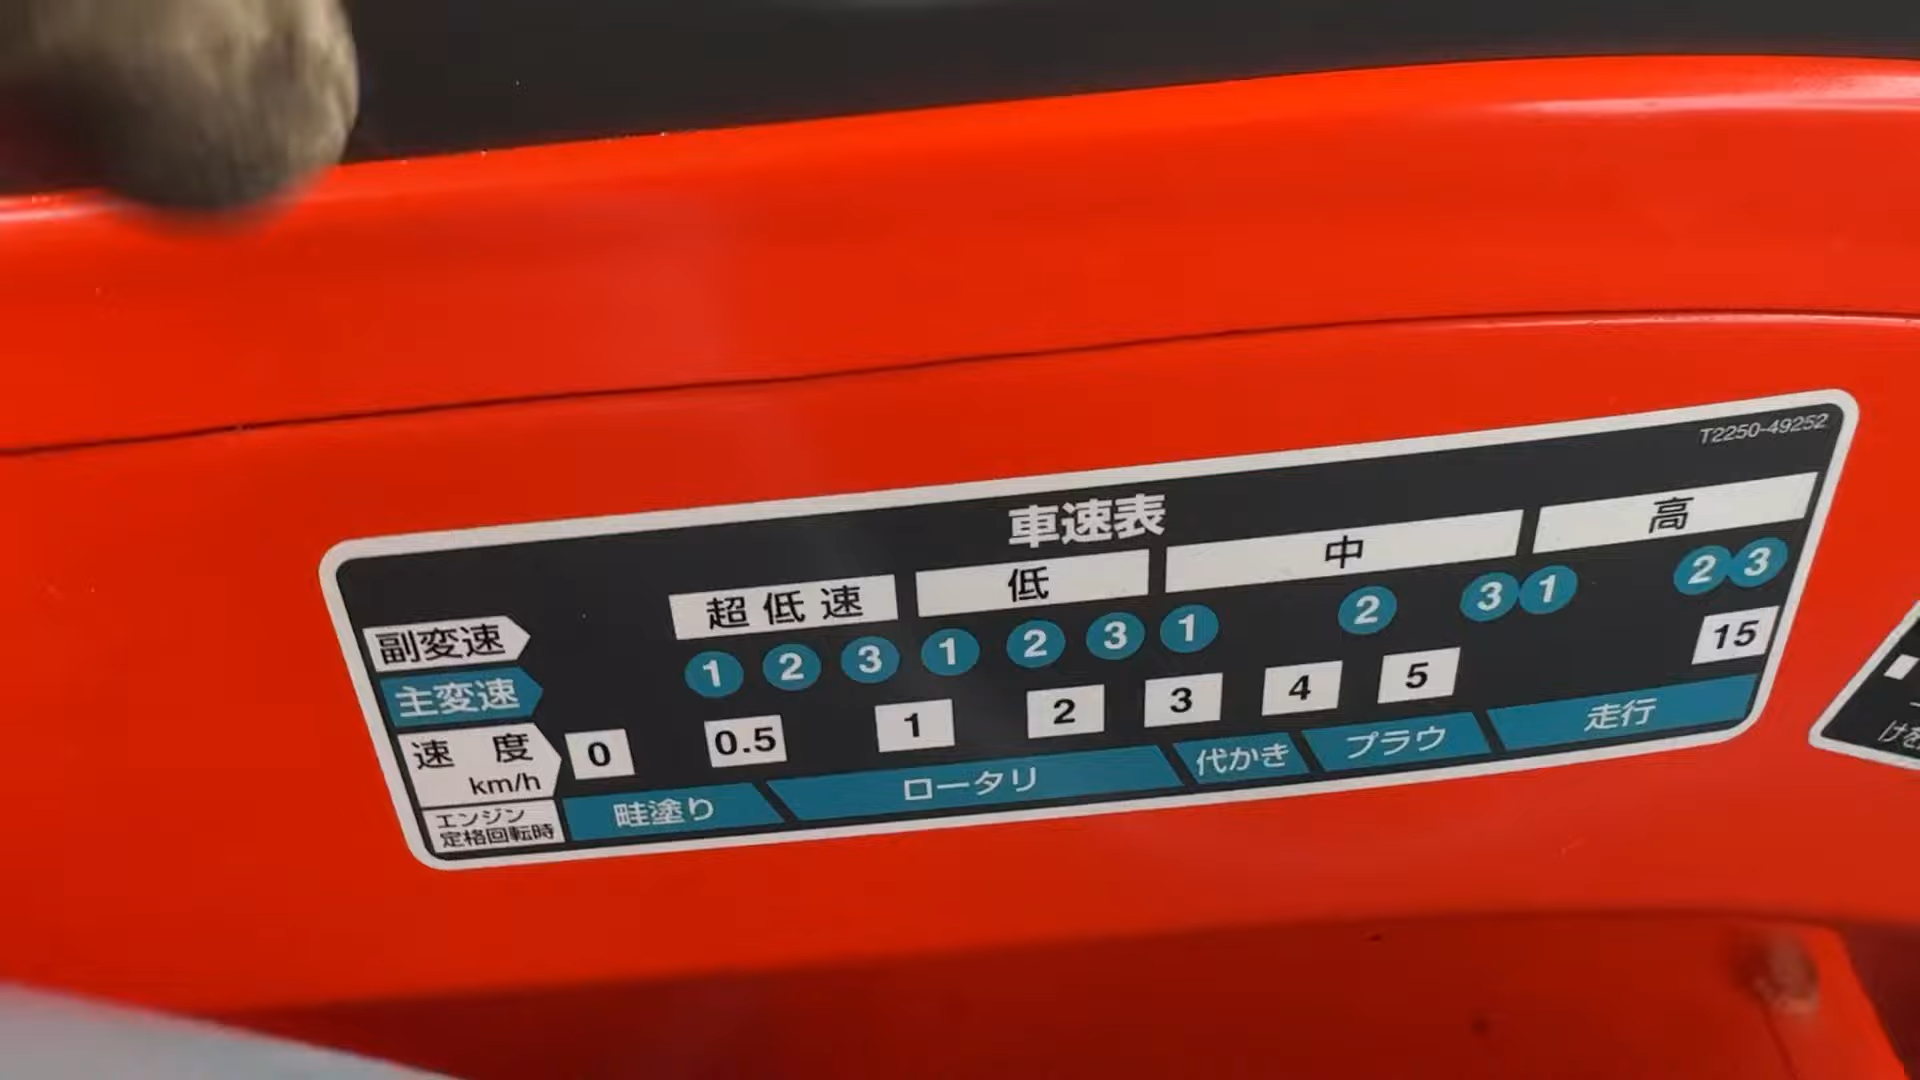 T2250-49252
車速表
副変速 超低速 低 中 高
主変速 1 2 3 1 2 3 1 2 3 1 2 3
速度 km/h 0 0.5 1 2 3 4 5 15
エンジン
定格回転時 畦塗り ロータリ 代かき プラウ 走行